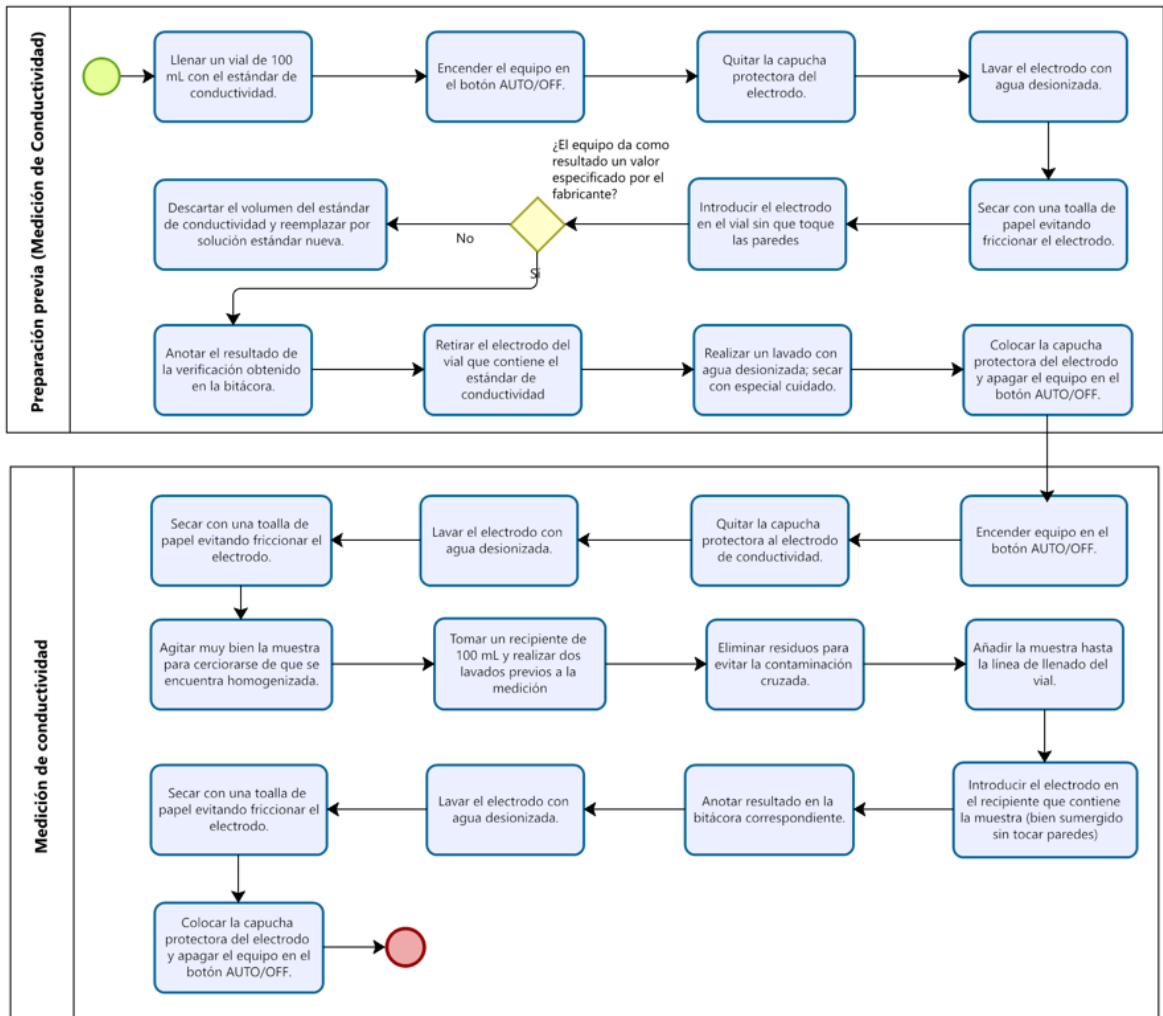 Preparación previa (Medición de Conductividad)
Llenar un vial de 100
mL con el estándar de
conductividad.
Encender el equipo en
el botón AUTO/OFF.
Quitar la capucha
protectora del
electrodo.
Lavar el electrodo con
agua desionizada.
Secar con una toalla de
papel evitando
friccionar el electrodo.
Introducir el electrodo
en el vial sin que toque
las paredes
¿El equipo da como
resultado un valor
especificado por el
fabricante?
No
Sí
Descartar el volumen del estándar
de conductividad y reemplazar por
solución estándar nueva.
Anotar el resultado de
la verificación obtenido
en la bitácora.
Retirar el electrodo del
vial que contiene el
estándar de
conductividad
Realizar un lavado con
agua desionizada; secar
con especial cuidado.
Colocar la capucha
protectora del electrodo
y apagar el equipo en el
botón AUTO/OFF.
Medición de conductividad
Encender equipo en el
botón AUTO/OFF.
Quitar la capucha
protectora al electrodo
de conductividad.
Lavar el electrodo con
agua desionizada.
Secar con una toalla de
papel evitando friccionar el
electrodo.
Agitar muy bien la muestra
para cerciorarse de que se
encuentra homogenizada.
Tomar un recipiente de
100 mL y realizar dos
lavados previos a la
medición
Eliminar residuos para
evitar la contaminación
cruzada.
Añadir la muestra hasta
la línea de llenado del
vial.
Introducir el electrodo en
el recipiente que contiene
la muestra (bien sumergido
sin tocar paredes)
Anotar resultado en la
bitácora correspondiente.
Lavar el electrodo con
agua desionizada.
Secar con una toalla de
papel evitando friccionar el
electrodo.
Colocar la capucha
protectora del electrodo
y apagar el equipo en el
botón AUTO/OFF.